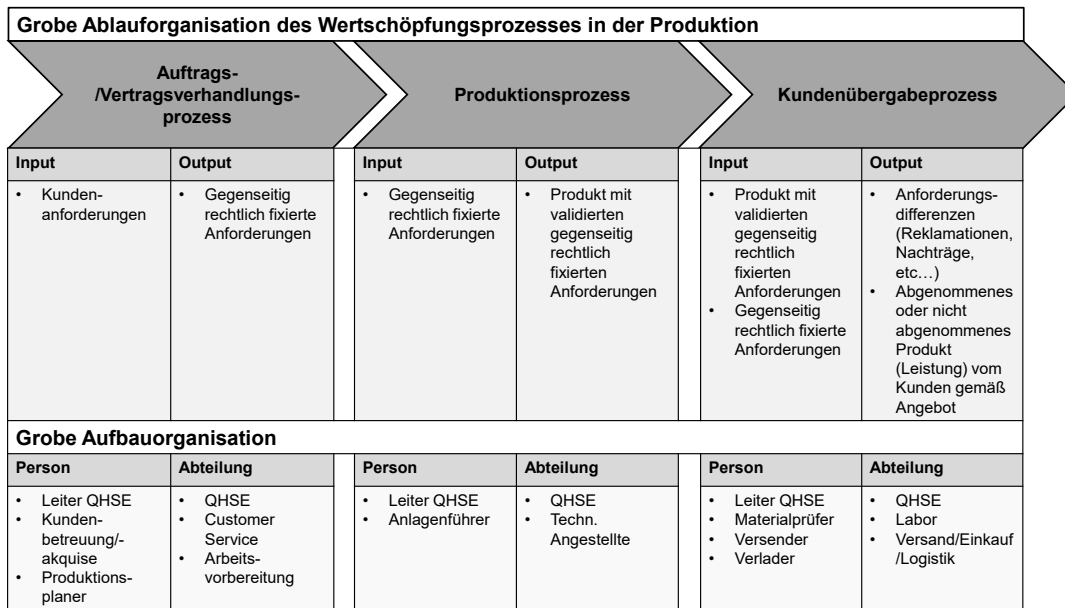 Grobe Ablauforganisation des Wertschöpfungsprozesses in der Produktion
Auftrags-
/Vertragsverhandlungs-
prozess
Produktionsprozess
Kundenübergabeprozess
Input
Output
Input
Output
Input
Output
• Kunden-
anforderungen
• Gegenseitig
rechtlich fixierte
Anforderungen
• Gegenseitig
rechtlich fixierte
Anforderungen
• Produkt mit
validierten
gegenseitig
rechtlich
fixierten
Anforderungen
• Produkt mit
validierten
gegenseitig
rechtlich
fixierten
Anforderungen
• Gegenseitig
rechtlich fixierte
Anforderungen
• Anforderungs-
differenzen
(Reklamationen,
Nachträge,
etc…)
• Abgenommenes
oder nicht
abgenommenes
Produkt
(Leistung) vom
Kunden gemäß
Angebot
Grobe Aufbauorganisation
Person
Abteilung
Person
Abteilung
Person
Abteilung
• Leiter QHSE
• Kunden-
betreuung/-
akquise
• Produktions-
planer
• QHSE
• Customer
Service
• Arbeits-
vorbereitung
• Leiter QHSE
• Anlagenführer
• QHSE
• Techn.
Angestellte
• Leiter QHSE
• Materialprüfer
• Versender
• Verlader
• QHSE
• Labor
• Versand/Einkauf
/Logistik